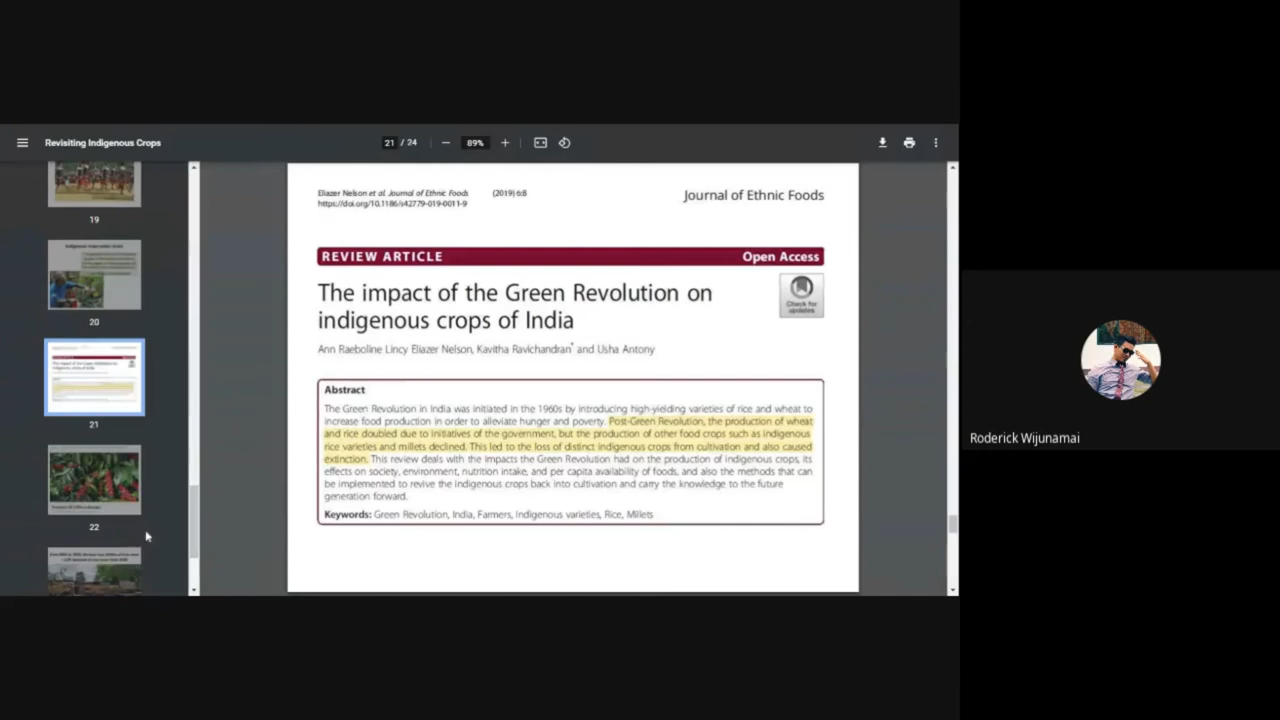 Revisiting Indigenous Crops
21 / 24
89%
19
20
21
22
Eliazer Nelson et al. Journal of Ethnic Foods (2019) 6:8
https://doi.org/10.1186/s42779-019-0011-9
Journal of Ethnic Foods
REVIEW ARTICLE
Open Access
The impact of the Green Revolution on
indigenous crops of India
Check for
updates
Ann Raeboline Lincy Eliazer Nelson, Kavitha Ravichandran* and Usha Antony
Abstract
The Green Revolution in India was initiated in the 1960s by introducing high-yielding varieties of rice and wheat to
increase food production in order to alleviate hunger and poverty. Post-Green Revolution, the production of wheat
and rice doubled due to initiatives of the government, but the production of other food crops such as indigenous
rice varieties and millets declined. This led to the loss of distinct indigenous crops from cultivation and also caused
extinction. This review deals with the impacts the Green Revolution had on the production of indigenous crops, its
effects on society, environment, nutrition intake, and per capita availability of foods, and also the methods that can
be implemented to revive the indigenous crops back into cultivation and carry the knowledge to the future
generation forward.
Keywords: Green Revolution, India, Farmers, Indigenous varieties, Rice, Millets
Roderick Wijunamai